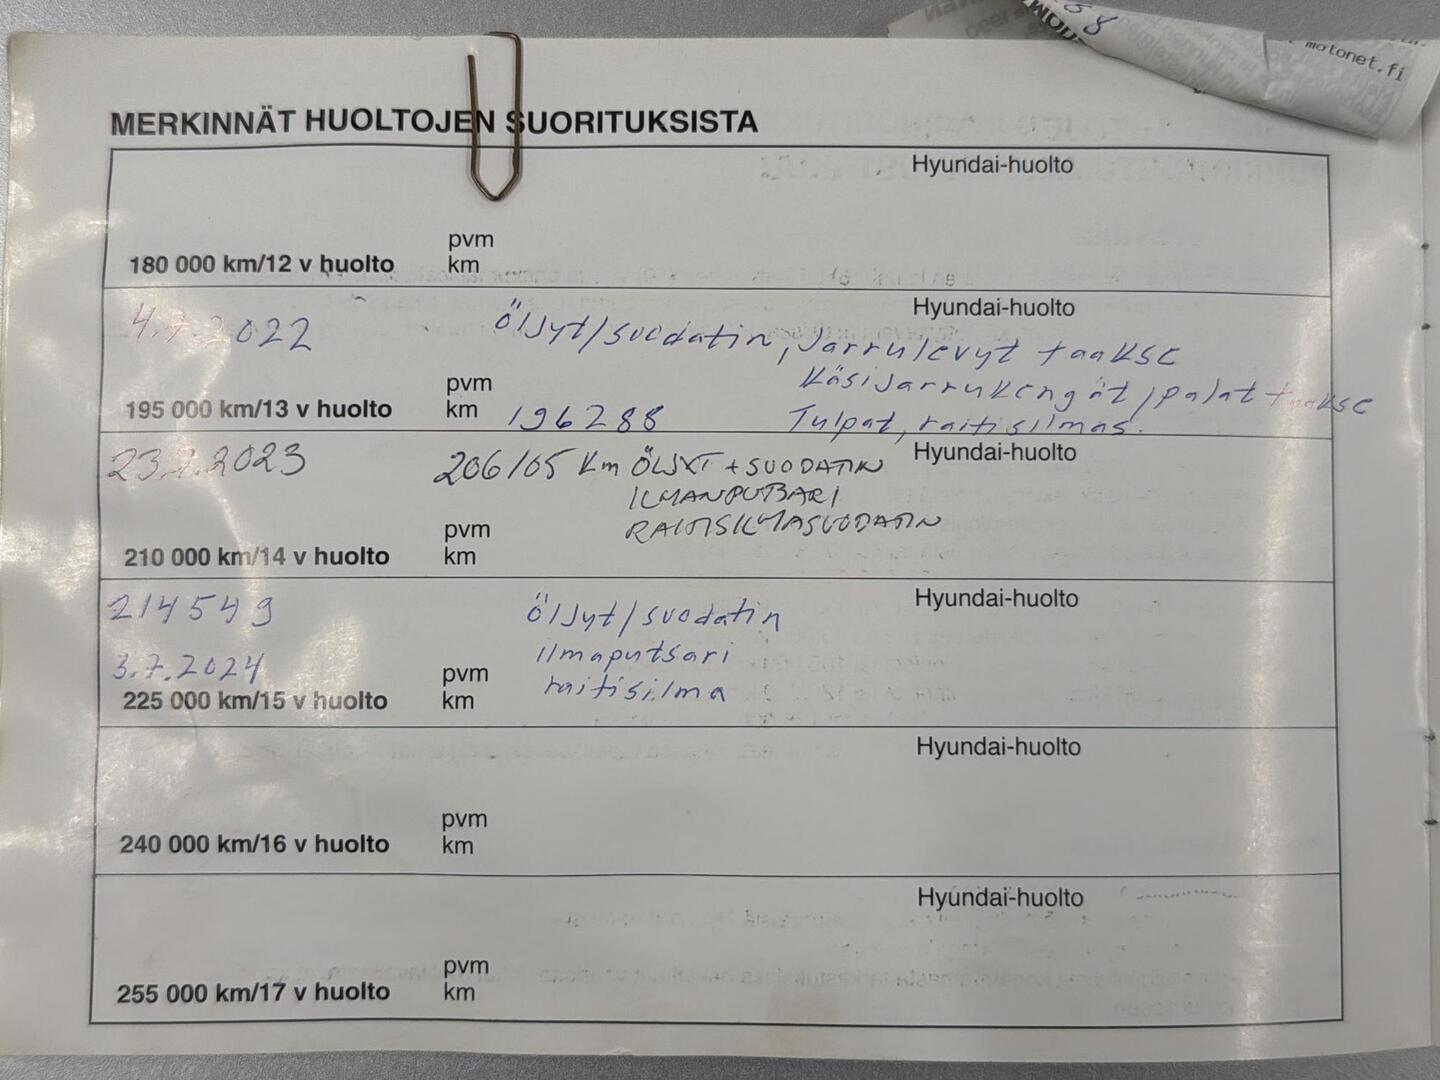 58
motonet.fi
MERKINNÄT HUOLTOJEN SUORITUKSISTA
Hyundai-huolto
pvm
180 000 km/12 v huolto km
Hyundai-huolto
4.7.2022 Öljyt/suodatin, Jarrulevyt taakse
Käsijarrukengät/palat taakse
pvm
195 000 km/13 v huolto km 196288 Tulpat, raitisilmas.
Hyundai-huolto
23.7.2023 206105 km ÖLJYT + SUODATIN
ILMANPUTSARI
RAITISILMASUODATIN
pvm
210 000 km/14 v huolto km
Hyundai-huolto
214549 Öljyt/suodatin
3.7.2024 Ilmaputsari
pvm raitisilma
225 000 km/15 v huolto km
Hyundai-huolto
pvm
240 000 km/16 v huolto km
Hyundai-huolto
pvm
255 000 km/17 v huolto km